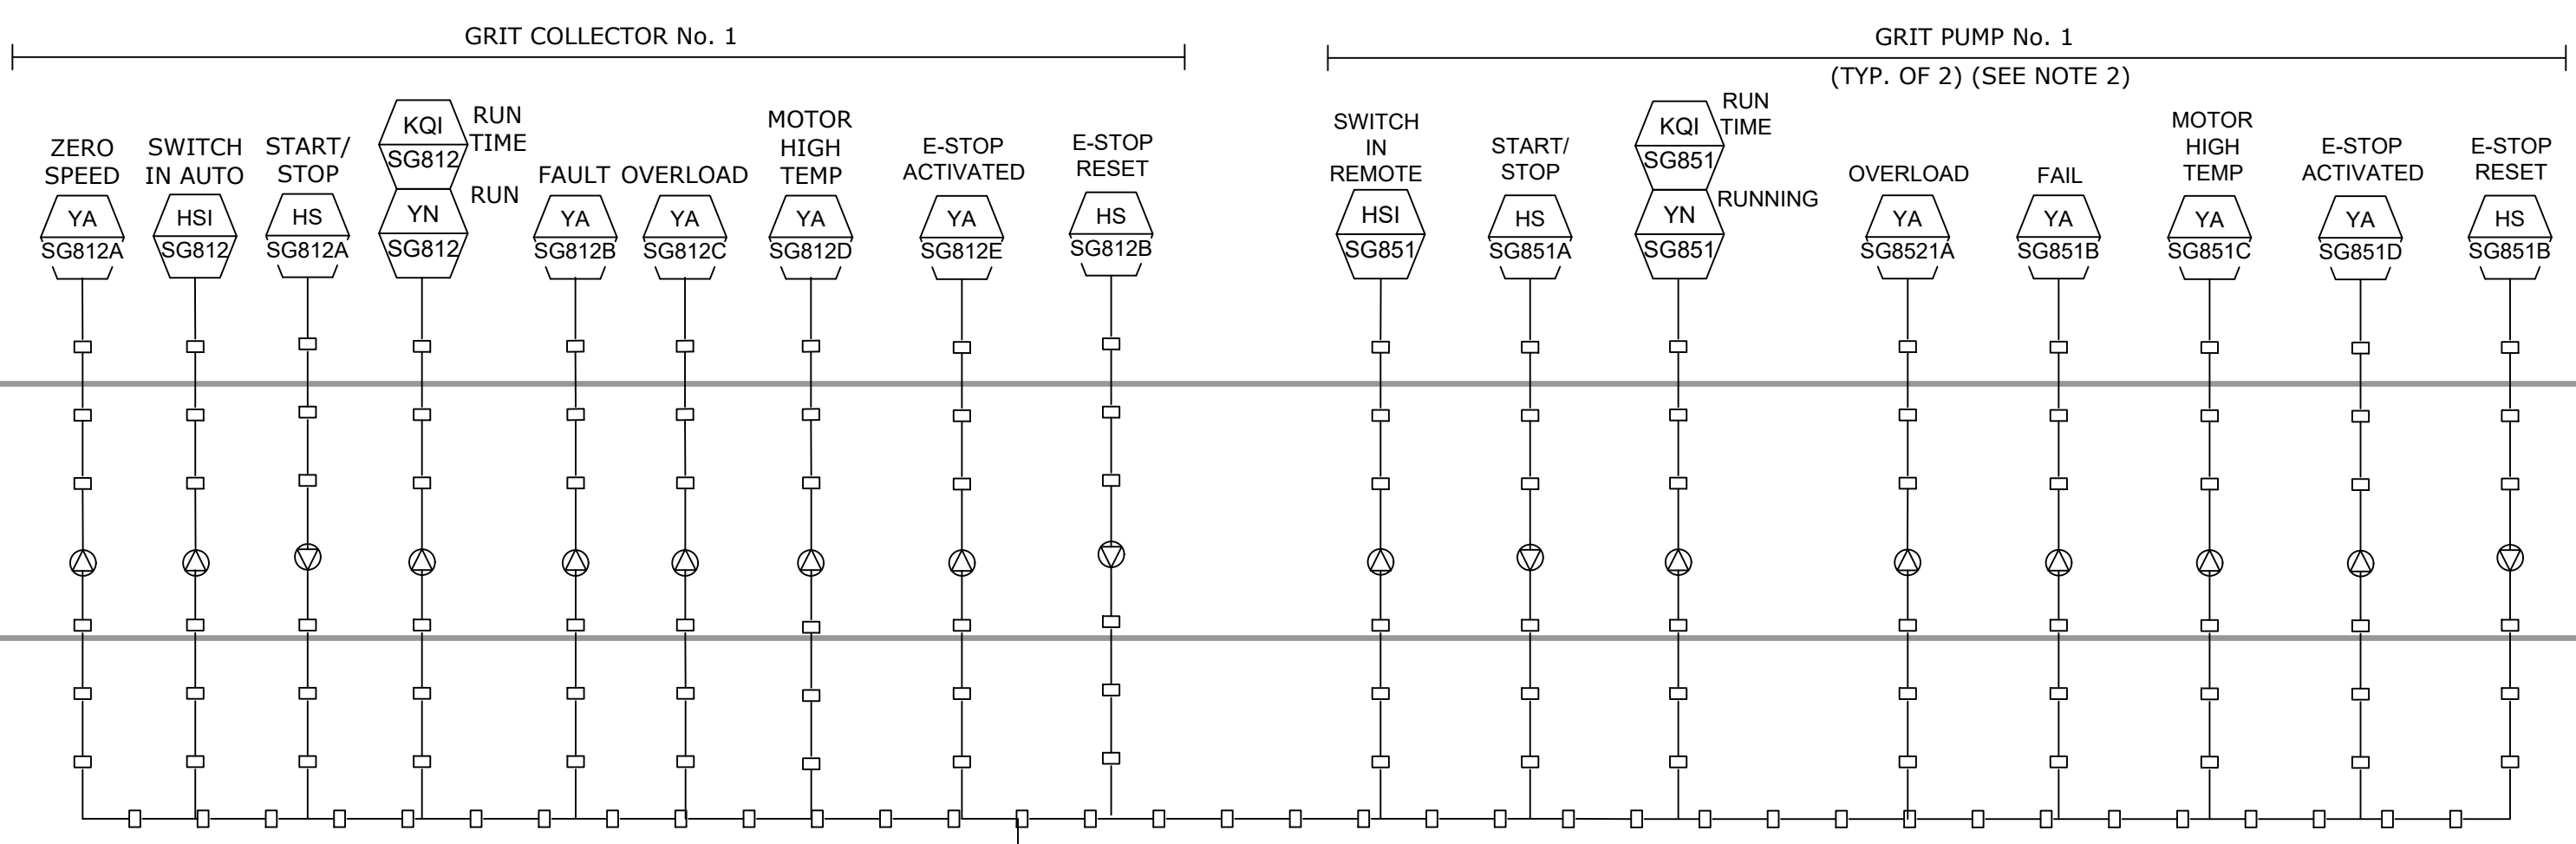 GRIT COLLECTOR No. 1
ZERO
SPEED
YA
SG812A
SWITCH
IN AUTO
HSI
SG812
START/
STOP
HS
SG812A
KQI
SG812
RUN
TIME
YN
SG812
RUN
FAULT
YA
SG812B
OVERLOAD
YA
SG812C
MOTOR
HIGH
TEMP
YA
SG812D
E-STOP
ACTIVATED
YA
SG812E
E-STOP
RESET
HS
SG812B
GRIT PUMP No. 1
(TYP. OF 2) (SEE NOTE 2)
SWITCH
IN
REMOTE
HSI
SG851
START/
STOP
HS
SG851A
KQI
SG851
RUN
TIME
YN
SG851
RUNNING
OVERLOAD
YA
SG8521A
FAIL
YA
SG851B
MOTOR
HIGH
TEMP
YA
SG851C
E-STOP
ACTIVATED
YA
SG851D
E-STOP
RESET
HS
SG851B